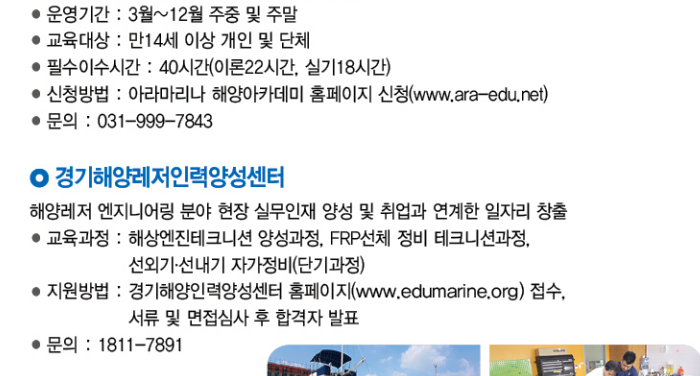 ● 운영기간 : 3월~12월 주중 및 주말
● 교육대상 : 만14세 이상 개인 및 단체
● 필수이수시간 : 40시간(이론22시간, 실기18시간)
● 신청방법 : 아라마리나 해양아카데미 홈페이지 신청(www.ara-edu.net)
● 문의 : 031-999-7843
경기해양레저인력양성센터
해양레저 엔지니어링 분야 현장 실무인재 양성 및 취업과 연계한 일자리 창출
● 교육과정 : 해상엔진테크니션 양성과정, FRP선체 정비 테크니션과정,
선외기·선내기 자가정비(단기과정)
● 지원방법 : 경기해양인력양성센터 홈페이지(www.edumarine.org) 접수,
서류 및 면접심사 후 합격자 발표
● 문의 : 1811-7891